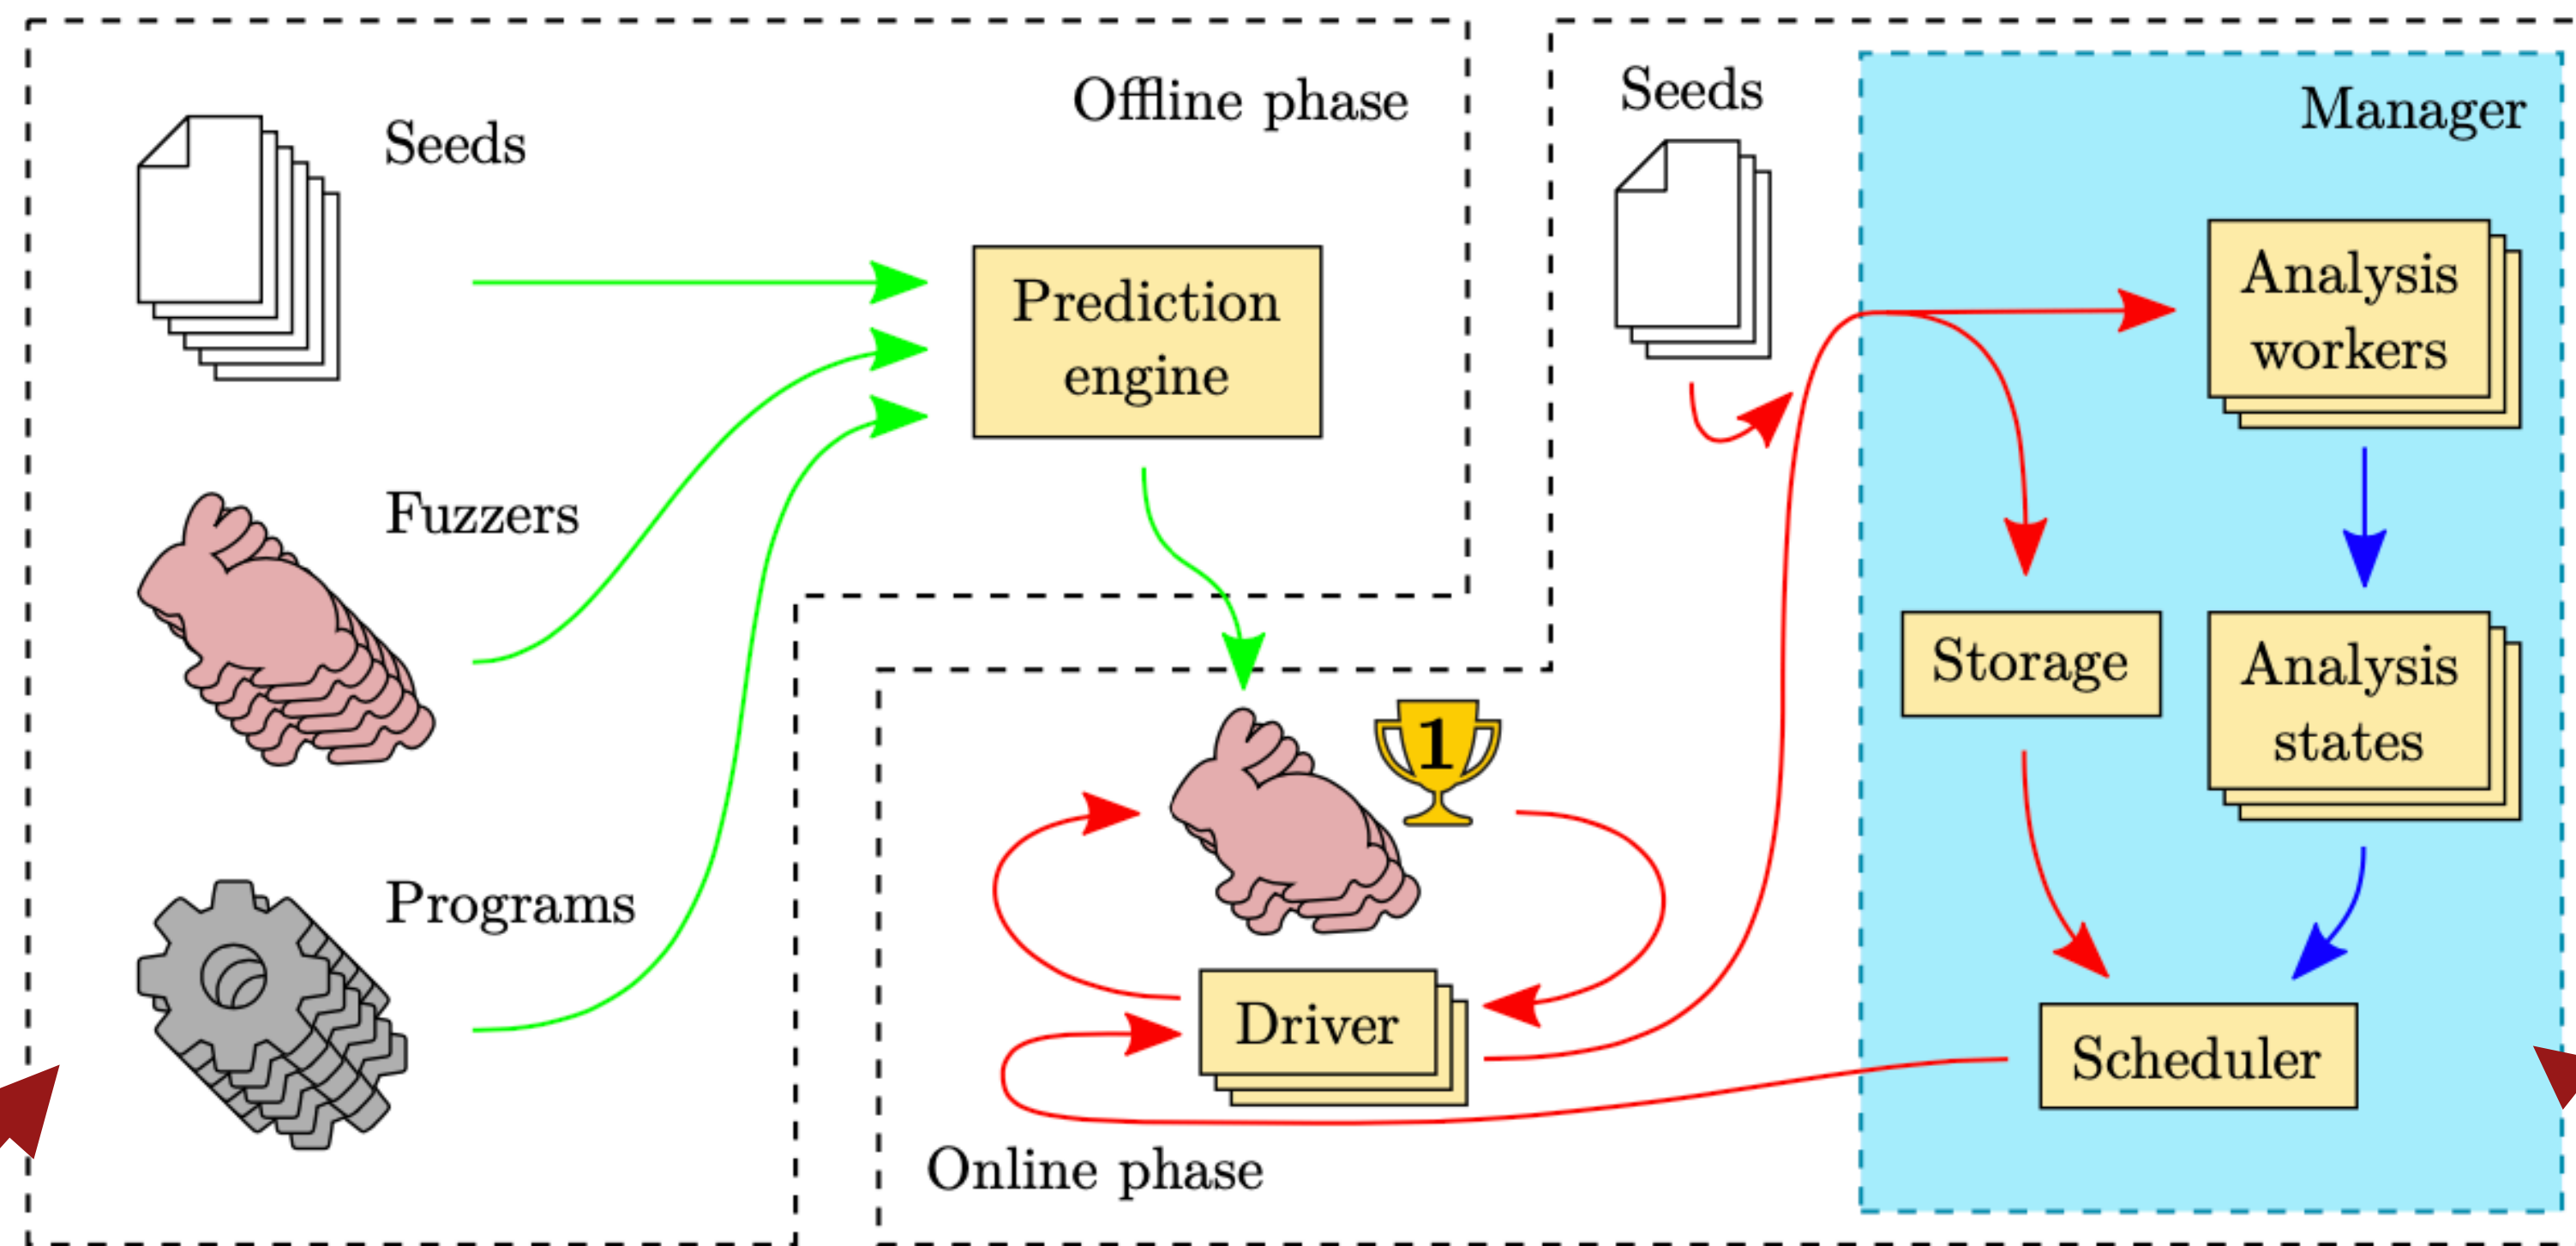 Offline phase
Seeds
Prediction
engine
Fuzzers
Programs
Seeds
Manager
Analysis
workers
Storage
Analysis
states
1
Driver
Scheduler
Online phase